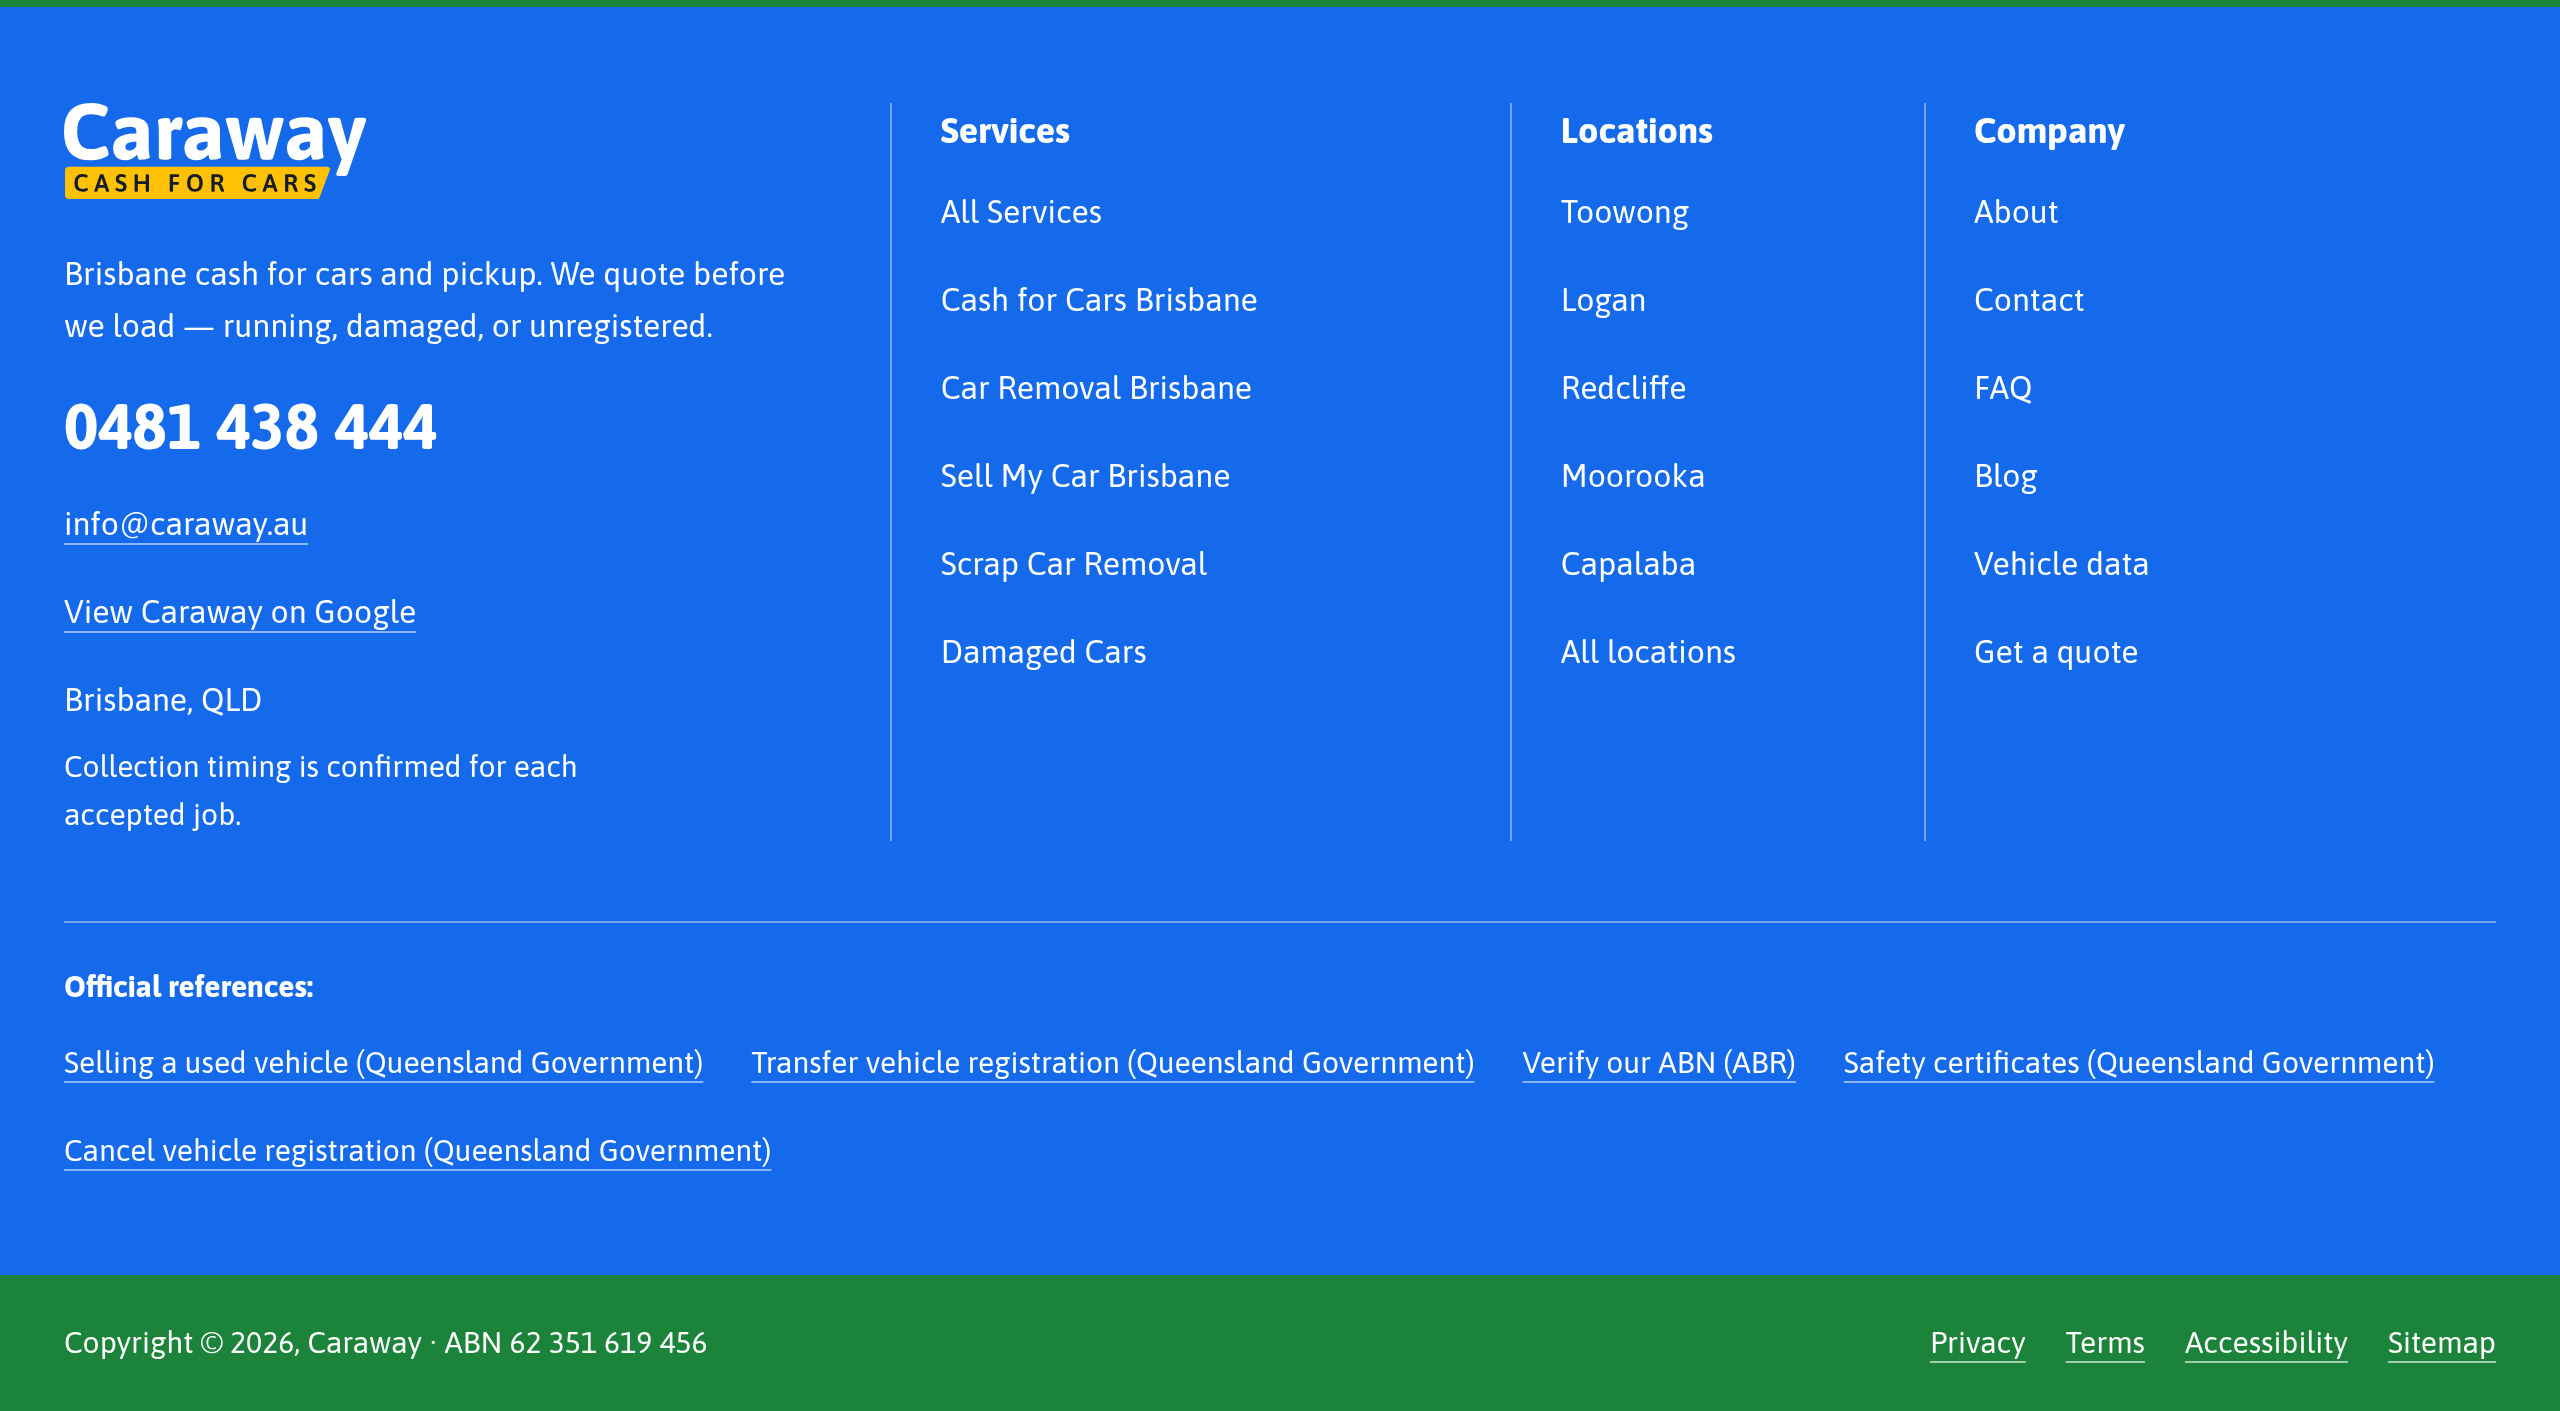 Caraway
CASH FOR CARS
Brisbane cash for cars and pickup. We quote before
we load — running, damaged, or unregistered.
0481 438 444
info@caraway.au
View Caraway on Google
Brisbane, QLD
Collection timing is confirmed for each
accepted job.
Services
All Services
Cash for Cars Brisbane
Car Removal Brisbane
Sell My Car Brisbane
Scrap Car Removal
Damaged Cars
Locations
Toowong
Logan
Redcliffe
Moorooka
Capalaba
All locations
Company
About
Contact
FAQ
Blog
Vehicle data
Get a quote
Official references:
Selling a used vehicle (Queensland Government) Transfer vehicle registration (Queensland Government) Verify our ABN (ABR) Safety certificates (Queensland Government)
Cancel vehicle registration (Queensland Government)
Copyright © 2026, Caraway · ABN 62 351 619 456 Privacy Terms Accessibility Sitemap